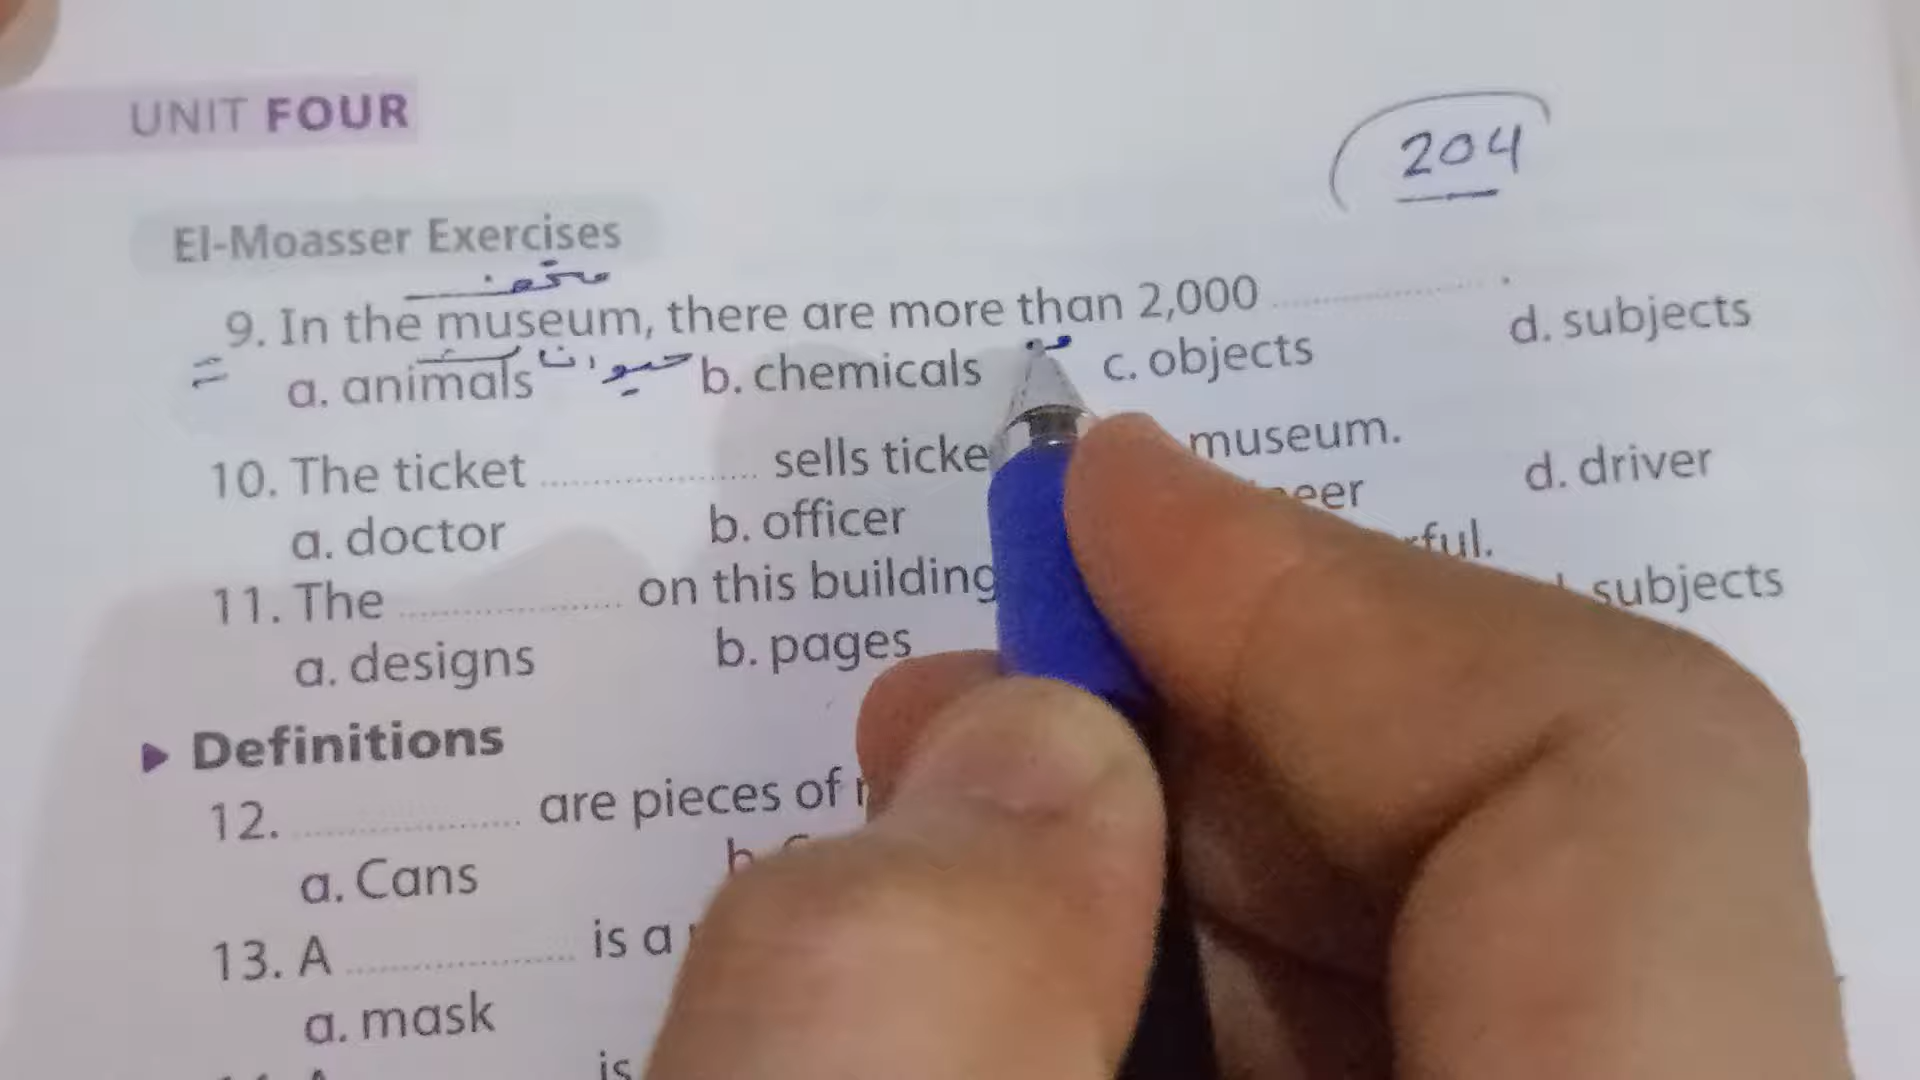 UNIT FOUR
204
El-Moasser Exercises
متحف
9. In the museum, there are more than 2,000 .................... .
a. animals حيوانات b. chemicals c. objects d. subjects
10. The ticket .................... sells museum.
a. doctor b. officer d. driver
11. The .................... on this building
a. designs b. pages subjects
Definitions
12. .................... are pieces of
a. Cans
13. A .................... is a
a. mask
is